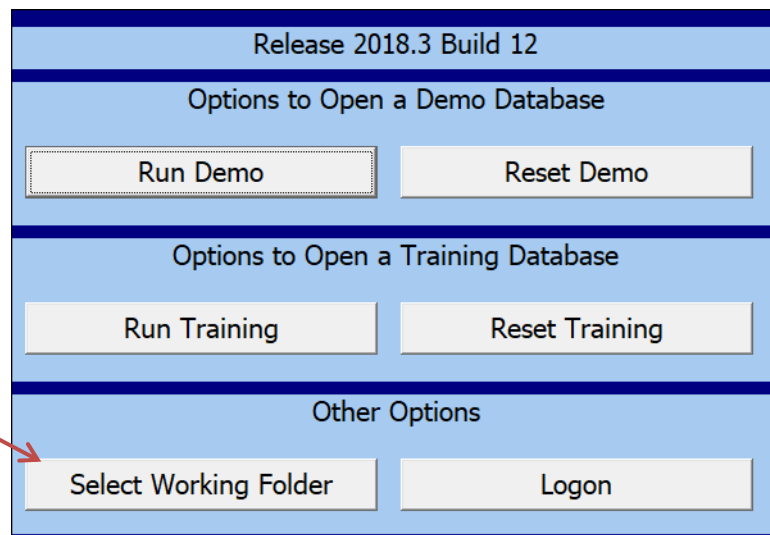 Release 2018.3 Build 12
Options to Open a Demo Database
Run Demo
Reset Demo
Options to Open a Training Database
Run Training
Reset Training
Other Options
Select Working Folder
Logon